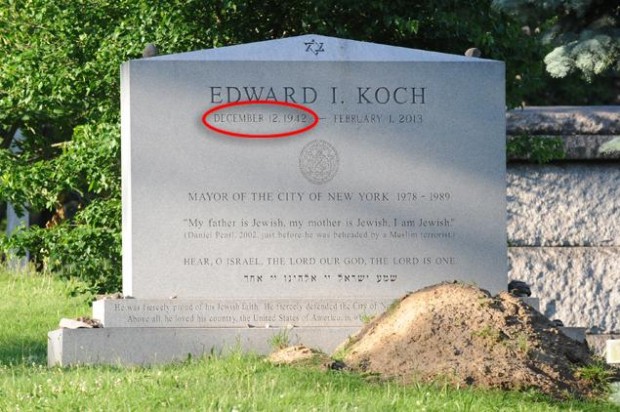 EDWARD I. KOCH
DECEMBER 12, 1942 — FEBRUARY 1, 2013
MAYOR OF THE CITY OF NEW YORK 1978 - 1989
"My father is Jewish, my mother is Jewish, I am Jewish."
(Daniel Pearl, 2002, just before he was beheaded by a Muslim terrorist.)
HEAR, O ISRAEL, THE LORD OUR GOD, THE LORD IS ONE
שמע ישראל יי אלהינו יי אחד
He was fiercely proud of his Jewish faith. He fiercely defended the City of
Above all, he loved his country, the United States of America, in